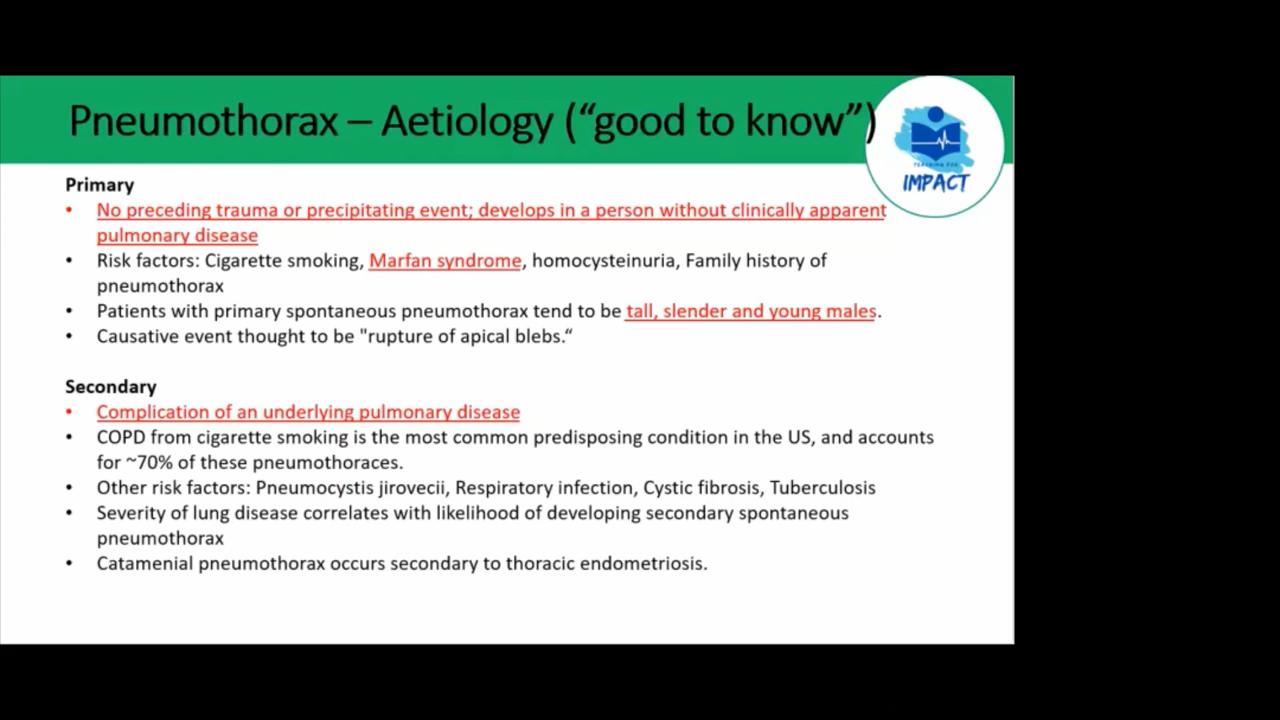 Pneumothorax – Aetiology (“good to know”)
TEACHING FOR
IMPACT
Primary
• No preceding trauma or precipitating event; develops in a person without clinically apparent
pulmonary disease
• Risk factors: Cigarette smoking, Marfan syndrome, homocysteinuria, Family history of
pneumothorax
• Patients with primary spontaneous pneumothorax tend to be tall, slender and young males.
• Causative event thought to be "rupture of apical blebs.“
Secondary
• Complication of an underlying pulmonary disease
• COPD from cigarette smoking is the most common predisposing condition in the US, and accounts
for ~70% of these pneumothoraces.
• Other risk factors: Pneumocystis jirovecii, Respiratory infection, Cystic fibrosis, Tuberculosis
• Severity of lung disease correlates with likelihood of developing secondary spontaneous
pneumothorax
• Catamenial pneumothorax occurs secondary to thoracic endometriosis.